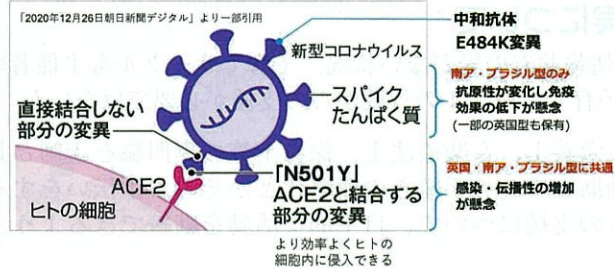 「2020年12月26日朝日新聞デジタル」より一部引用
新型コロナウイルス
スパイク
たんぱく質
直接結合しない
部分の変異
ACE2
ヒトの細胞
「N501Y」
ACE2と結合する
部分の変異
より効率よくヒトの
細胞内に侵入できる
中和抗体
E484K変異
南ア・ブラジル型のみ
抗原性が変化し免疫
効果の低下が懸念
(一部の英国型も保有)
英国・南ア・ブラジル型に共通
感染・伝播性の増加
が懸念